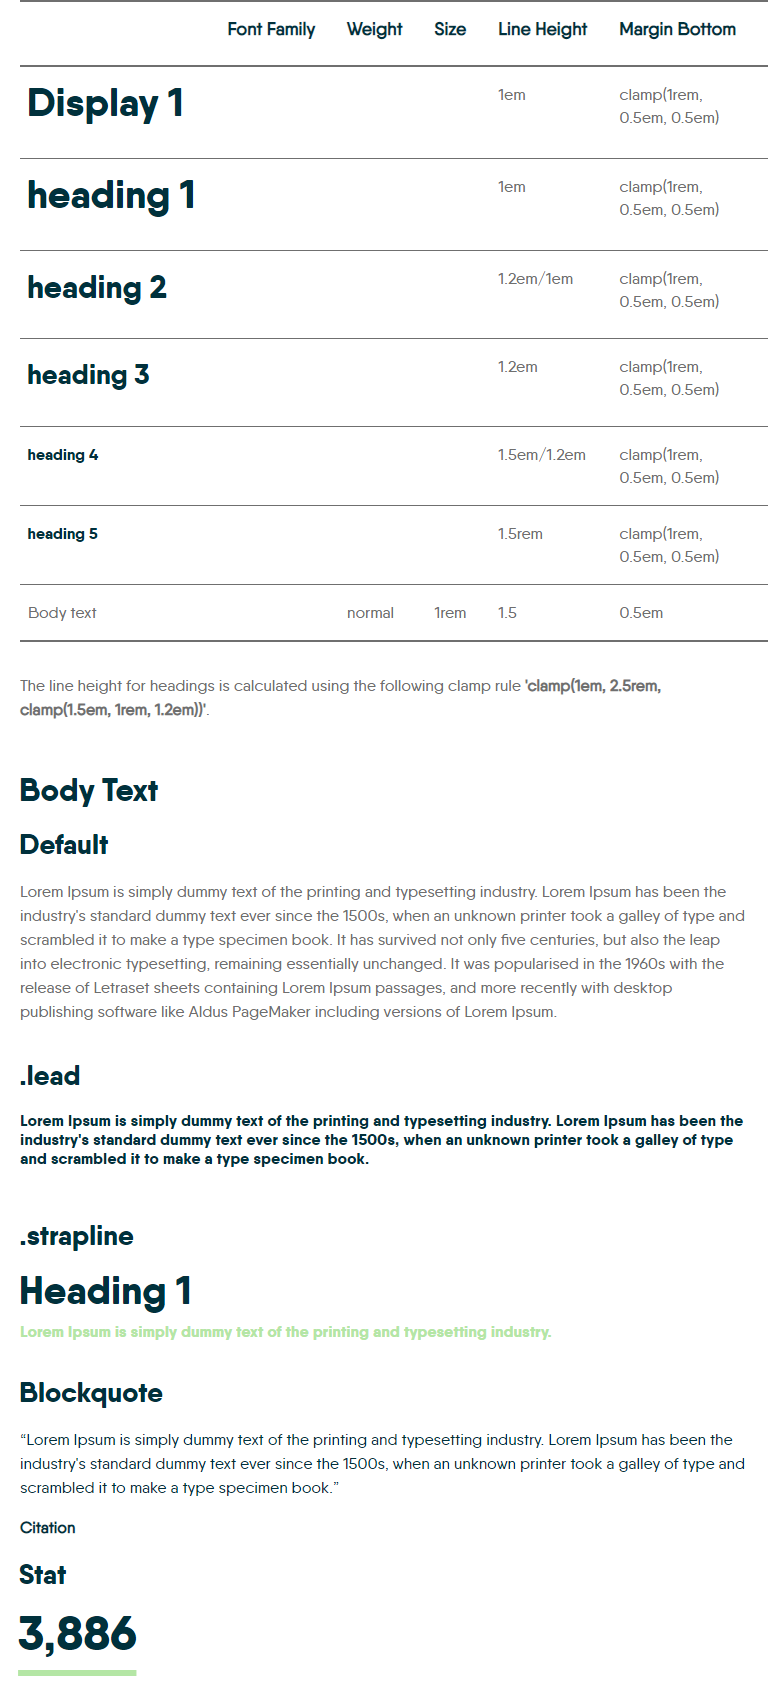 Font Family Weight Size Line Height Margin Bottom
Display 1 1em clamp(1rem,
0.5em, 0.5em)
heading 1 1em clamp(1rem,
0.5em, 0.5em)
heading 2 1.2em/1em clamp(1rem,
0.5em, 0.5em)
heading 3 1.2em clamp(1rem,
0.5em, 0.5em)
heading 4 1.5em/1.2em clamp(1rem,
0.5em, 0.5em)
heading 5 1.5rem clamp(1rem,
0.5em, 0.5em)
Body text normal 1rem 1.5 0.5em
The line height for headings is calculated using the following clamp rule 'clamp(1em, 2.5rem,
clamp(1.5em, 1rem, 1.2em))'.
Body Text
Default
Lorem Ipsum is simply dummy text of the printing and typesetting industry. Lorem Ipsum has been the
industry's standard dummy text ever since the 1500s, when an unknown printer took a galley of type and
scrambled it to make a type specimen book. It has survived not only five centuries, but also the leap
into electronic typesetting, remaining essentially unchanged. It was popularised in the 1960s with the
release of Letraset sheets containing Lorem Ipsum passages, and more recently with desktop
publishing software like Aldus PageMaker including versions of Lorem Ipsum.
.lead
Lorem Ipsum is simply dummy text of the printing and typesetting industry. Lorem Ipsum has been the
industry's standard dummy text ever since the 1500s, when an unknown printer took a galley of type
and scrambled it to make a type specimen book.
.strapline
Heading 1
Lorem Ipsum is simply dummy text of the printing and typesetting industry.
Blockquote
“Lorem Ipsum is simply dummy text of the printing and typesetting industry. Lorem Ipsum has been the
industry's standard dummy text ever since the 1500s, when an unknown printer took a galley of type and
scrambled it to make a type specimen book.”
Citation
Stat
3,886